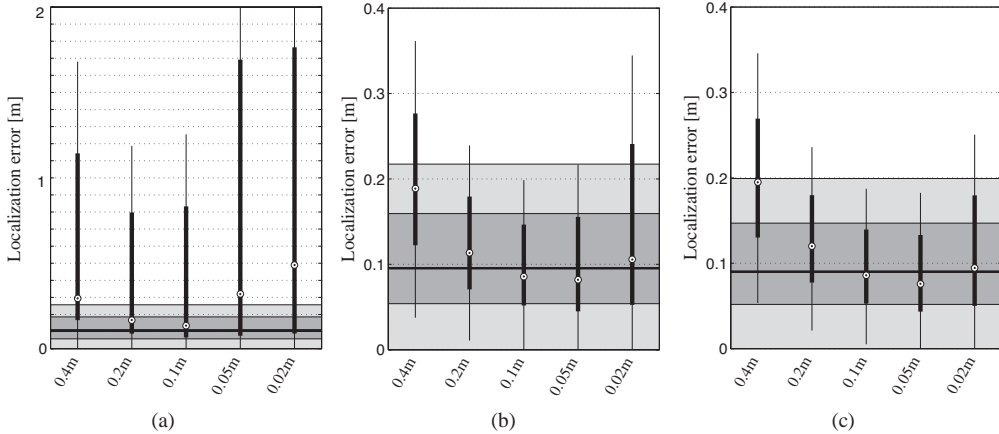 2
1
0
Localization error [m]
0.4m
0.2m
0.1m
0.05m
0.02m
(a)
0.4
0.3
0.2
0.1
0
Localization error [m]
0.4m
0.2m
0.1m
0.05m
0.02m
(b)
0.4
0.3
0.2
0.1
0
Localization error [m]
0.4m
0.2m
0.1m
0.05m
0.02m
(c)